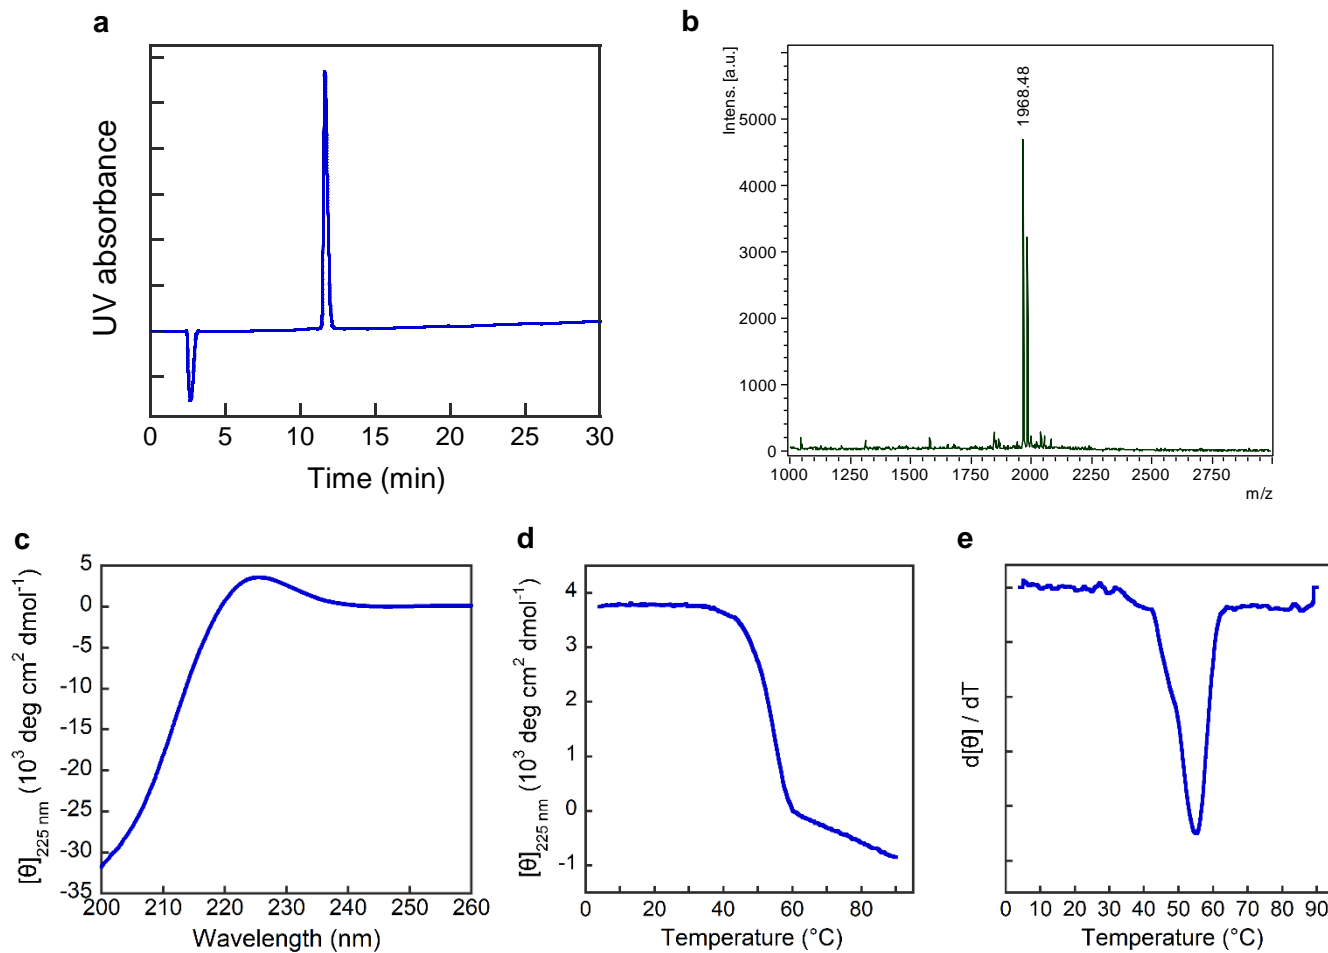 a
UV absorbance
0 5 10 15 20 25 30
Time (min)
b
Intens. [a.u.]
1968.48
5000
4000
3000
2000
1000
0
1000 1250 1500 1750 2000 2250 2500 2750
m/z
c
[θ]225 nm (10³ deg cm² dmol⁻¹)
5
0
-5
-10
-15
-20
-25
-30
-35
200 210 220 230 240 250 260
Wavelength (nm)
d
[θ]225 nm (10³ deg cm² dmol⁻¹)
4
3
2
1
0
-1
0 20 40 60 80
Temperature (°C)
e
d[θ] / dT
0 10 20 30 40 50 60 70 80 90
Temperature (°C)